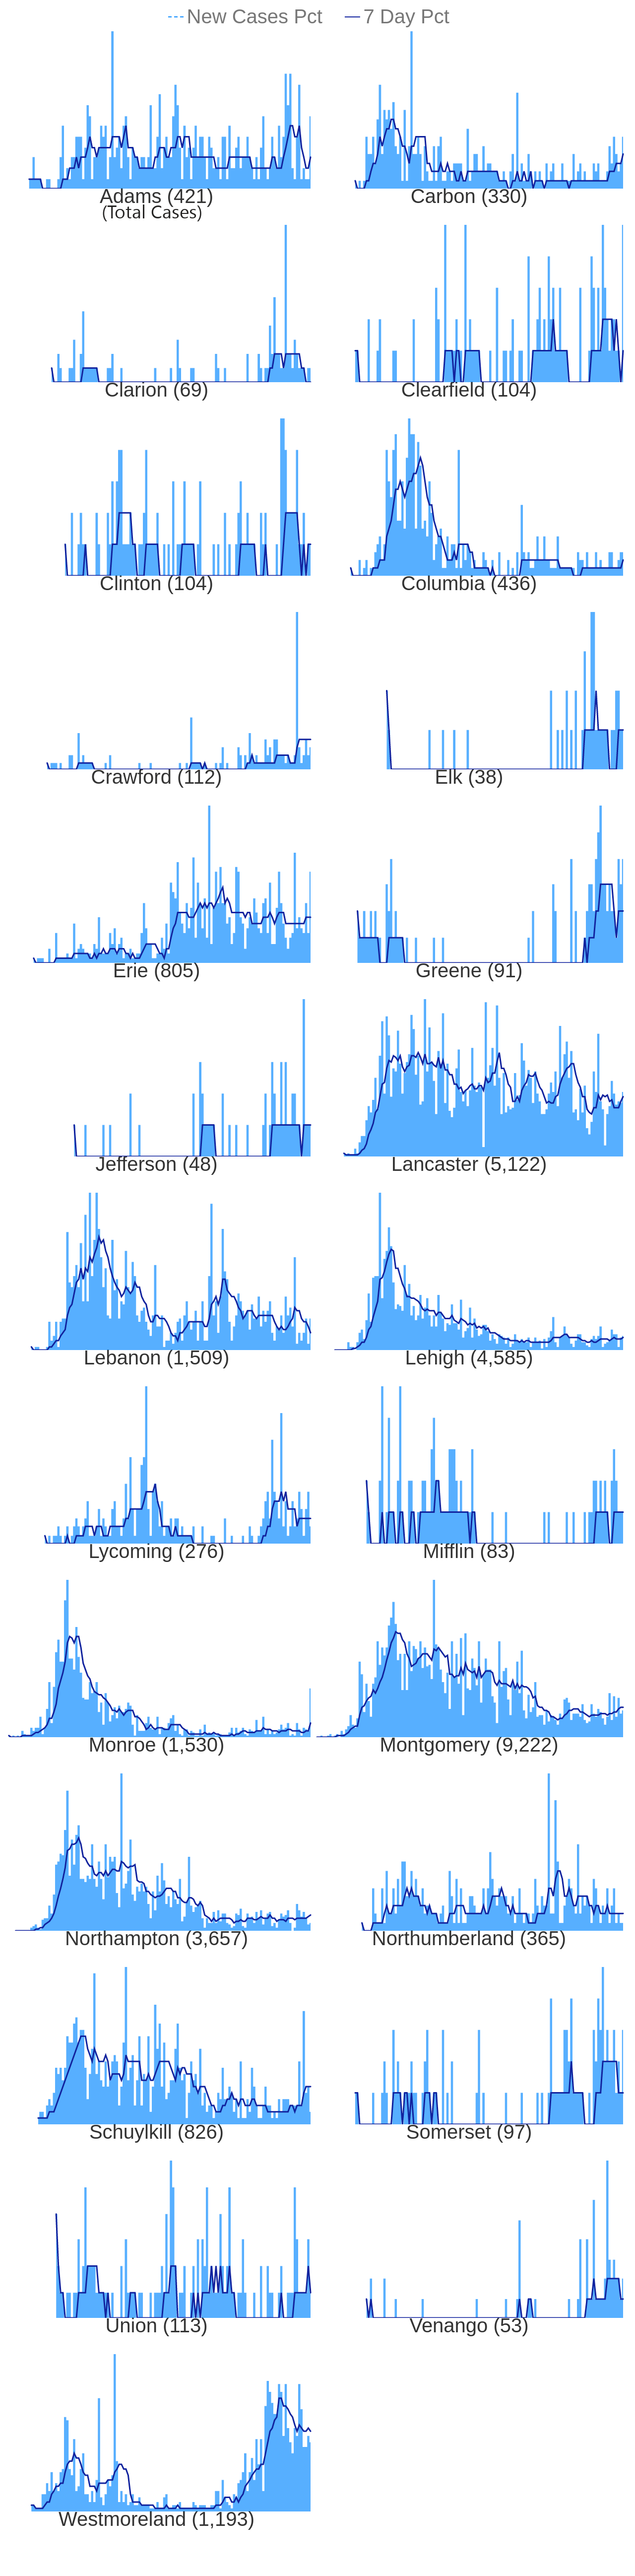 New Cases Pct 7 Day Pct
Adams (421) Carbon (330)
(Total Cases)
Clarion (69) Clearfield (104)
Clinton (104) Columbia (436)
Crawford (112) Elk (38)
Erie (805) Greene (91)
Jefferson (48) Lancaster (5,122)
Lebanon (1,509) Lehigh (4,585)
Lycoming (276) Mifflin (83)
Monroe (1,530) Montgomery (9,222)
Northampton (3,657) Northumberland (365)
Schuylkill (826) Somerset (97)
Union (113) Venango (53)
Westmoreland (1,193)